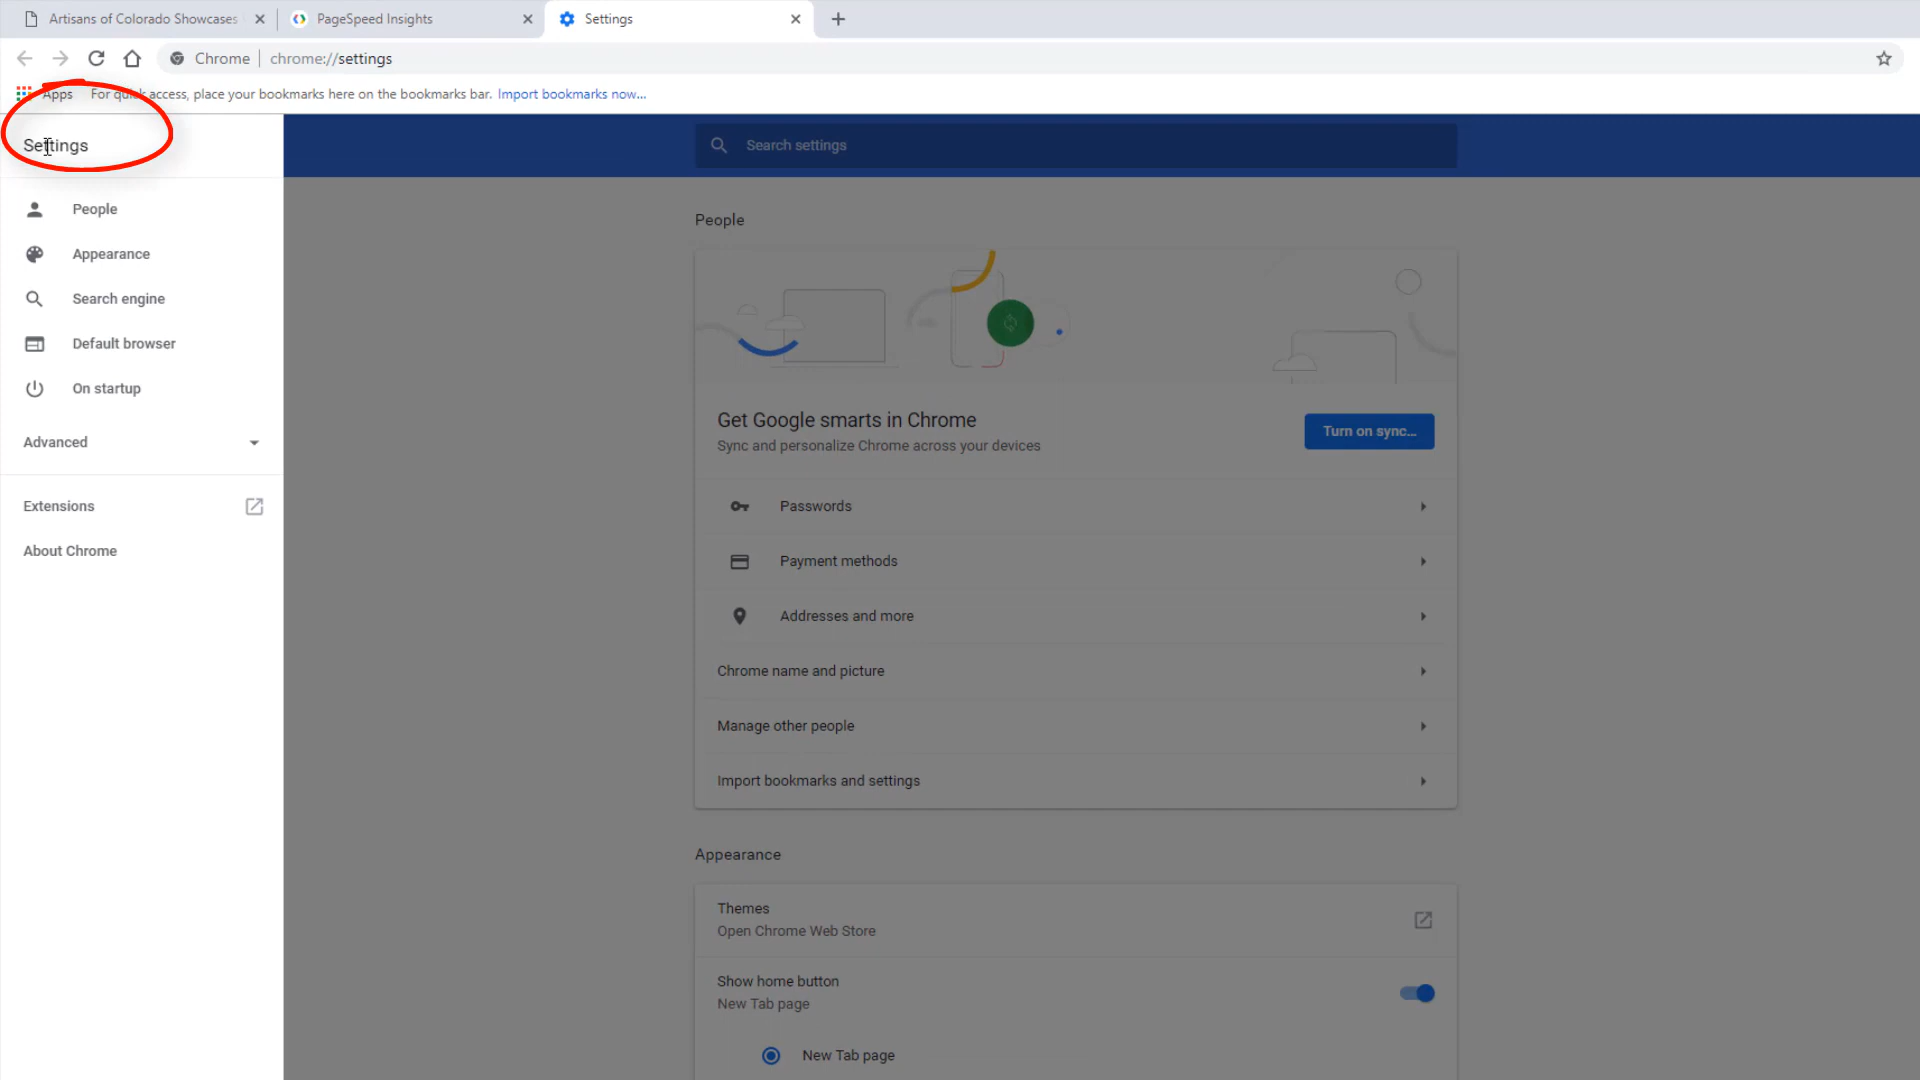 Artisans of Colorado Showcases
PageSpeed Insights
Settings
Chrome
chrome://settings
Apps
For quick access, place your bookmarks here on the bookmarks bar. Import bookmarks now...
Settings
Search settings
People
Appearance
Search engine
Default browser
On startup
Advanced
Extensions
About Chrome
People
Get Google smarts in Chrome
Sync and personalize Chrome across your devices
Turn on sync...
Passwords
Payment methods
Addresses and more
Chrome name and picture
Manage other people
Import bookmarks and settings
Appearance
Themes
Open Chrome Web Store
Show home button
New Tab page
New Tab page